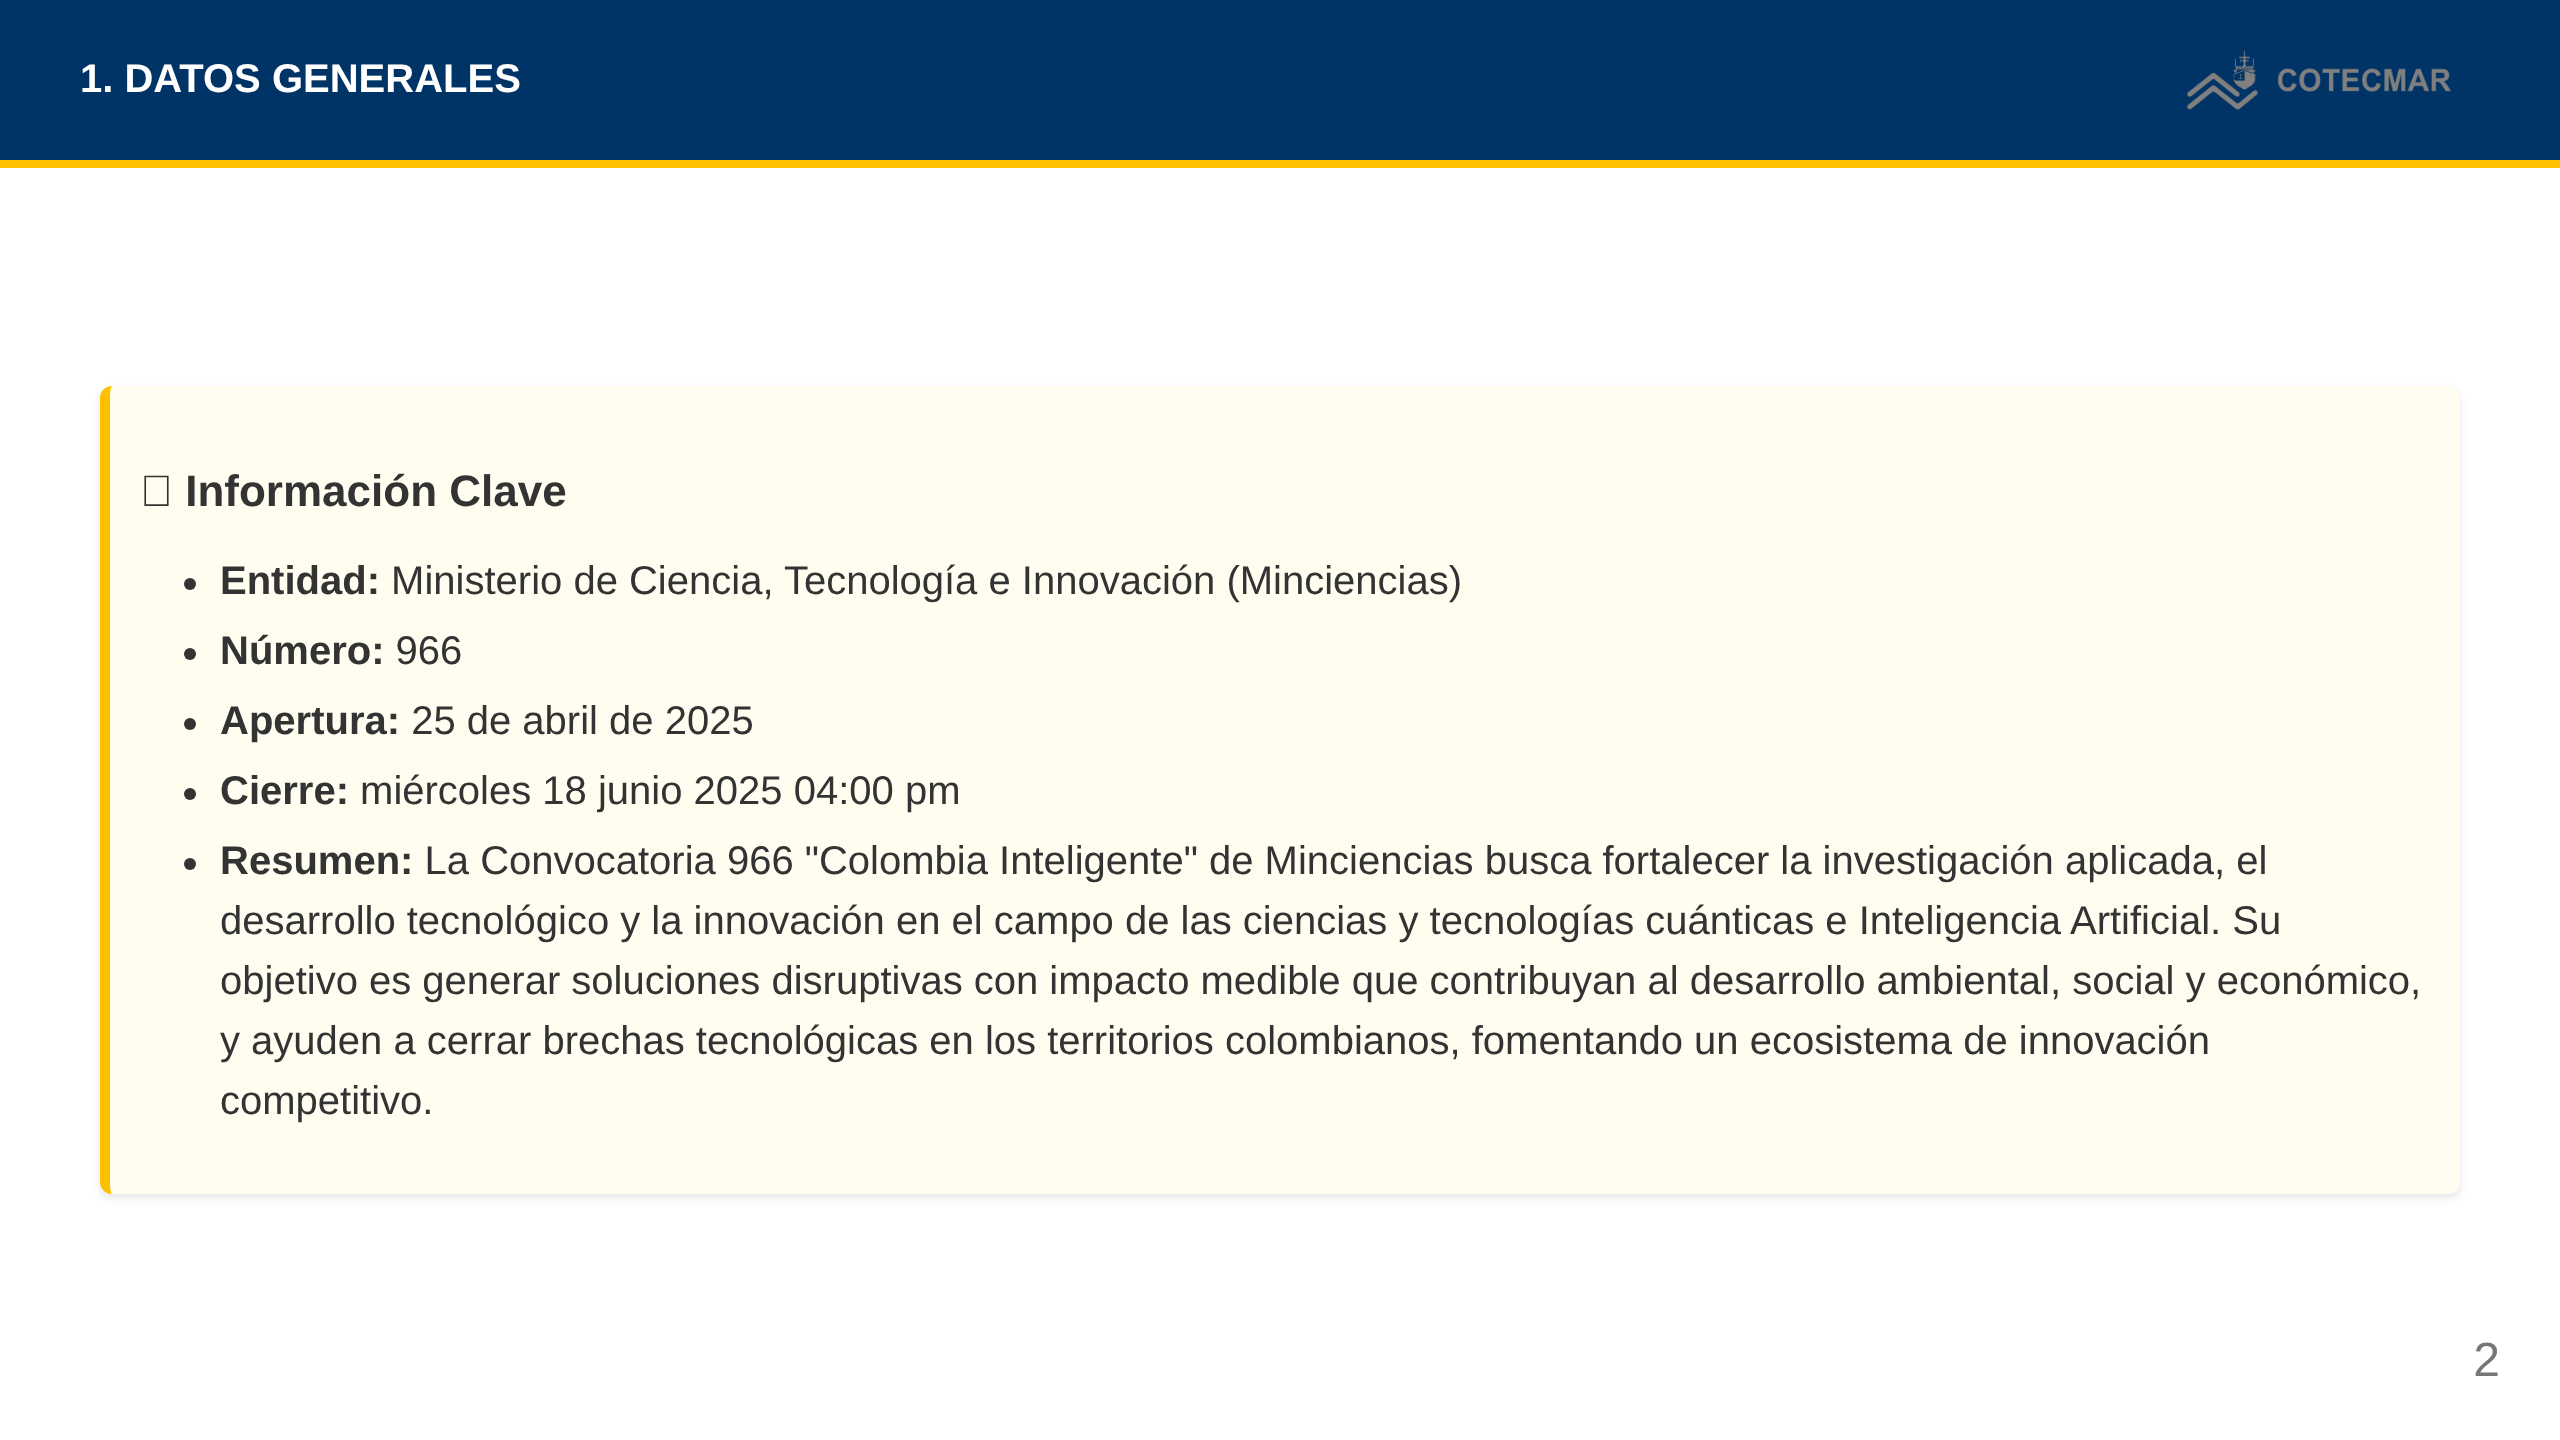 1. DATOS GENERALES
COTECMAR
Información Clave
• Entidad: Ministerio de Ciencia, Tecnología e Innovación (Minciencias)
• Número: 966
• Apertura: 25 de abril de 2025
• Cierre: miércoles 18 junio 2025 04:00 pm
• Resumen: La Convocatoria 966 "Colombia Inteligente" de Minciencias busca fortalecer la investigación aplicada, el
desarrollo tecnológico y la innovación en el campo de las ciencias y tecnologías cuánticas e Inteligencia Artificial. Su
objetivo es generar soluciones disruptivas con impacto medible que contribuyan al desarrollo ambiental, social y económico,
y ayuden a cerrar brechas tecnológicas en los territorios colombianos, fomentando un ecosistema de innovación
competitivo.
2